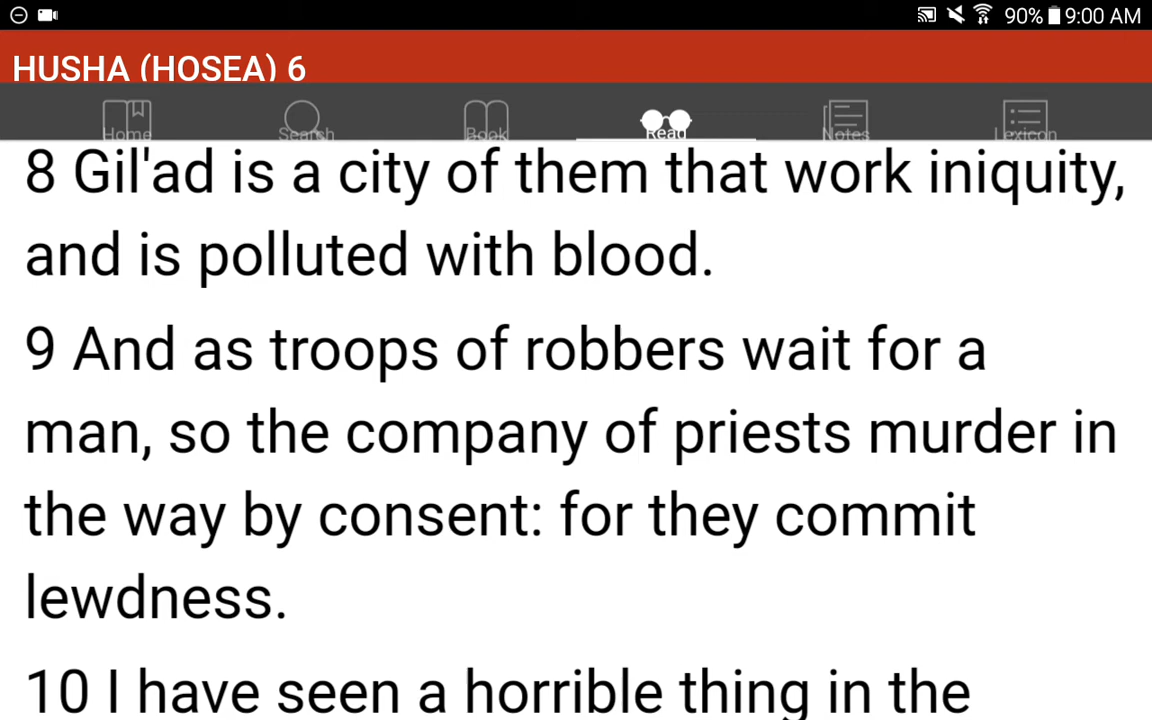 90% 9:00 AM
HUSHA (HOSEA) 6
Home Search Book Read Notes Lexicon
8 Gil'ad is a city of them that work iniquity,
and is polluted with blood.
9 And as troops of robbers wait for a
man, so the company of priests murder in
the way by consent: for they commit
lewdness.
10 I have seen a horrible thing in the